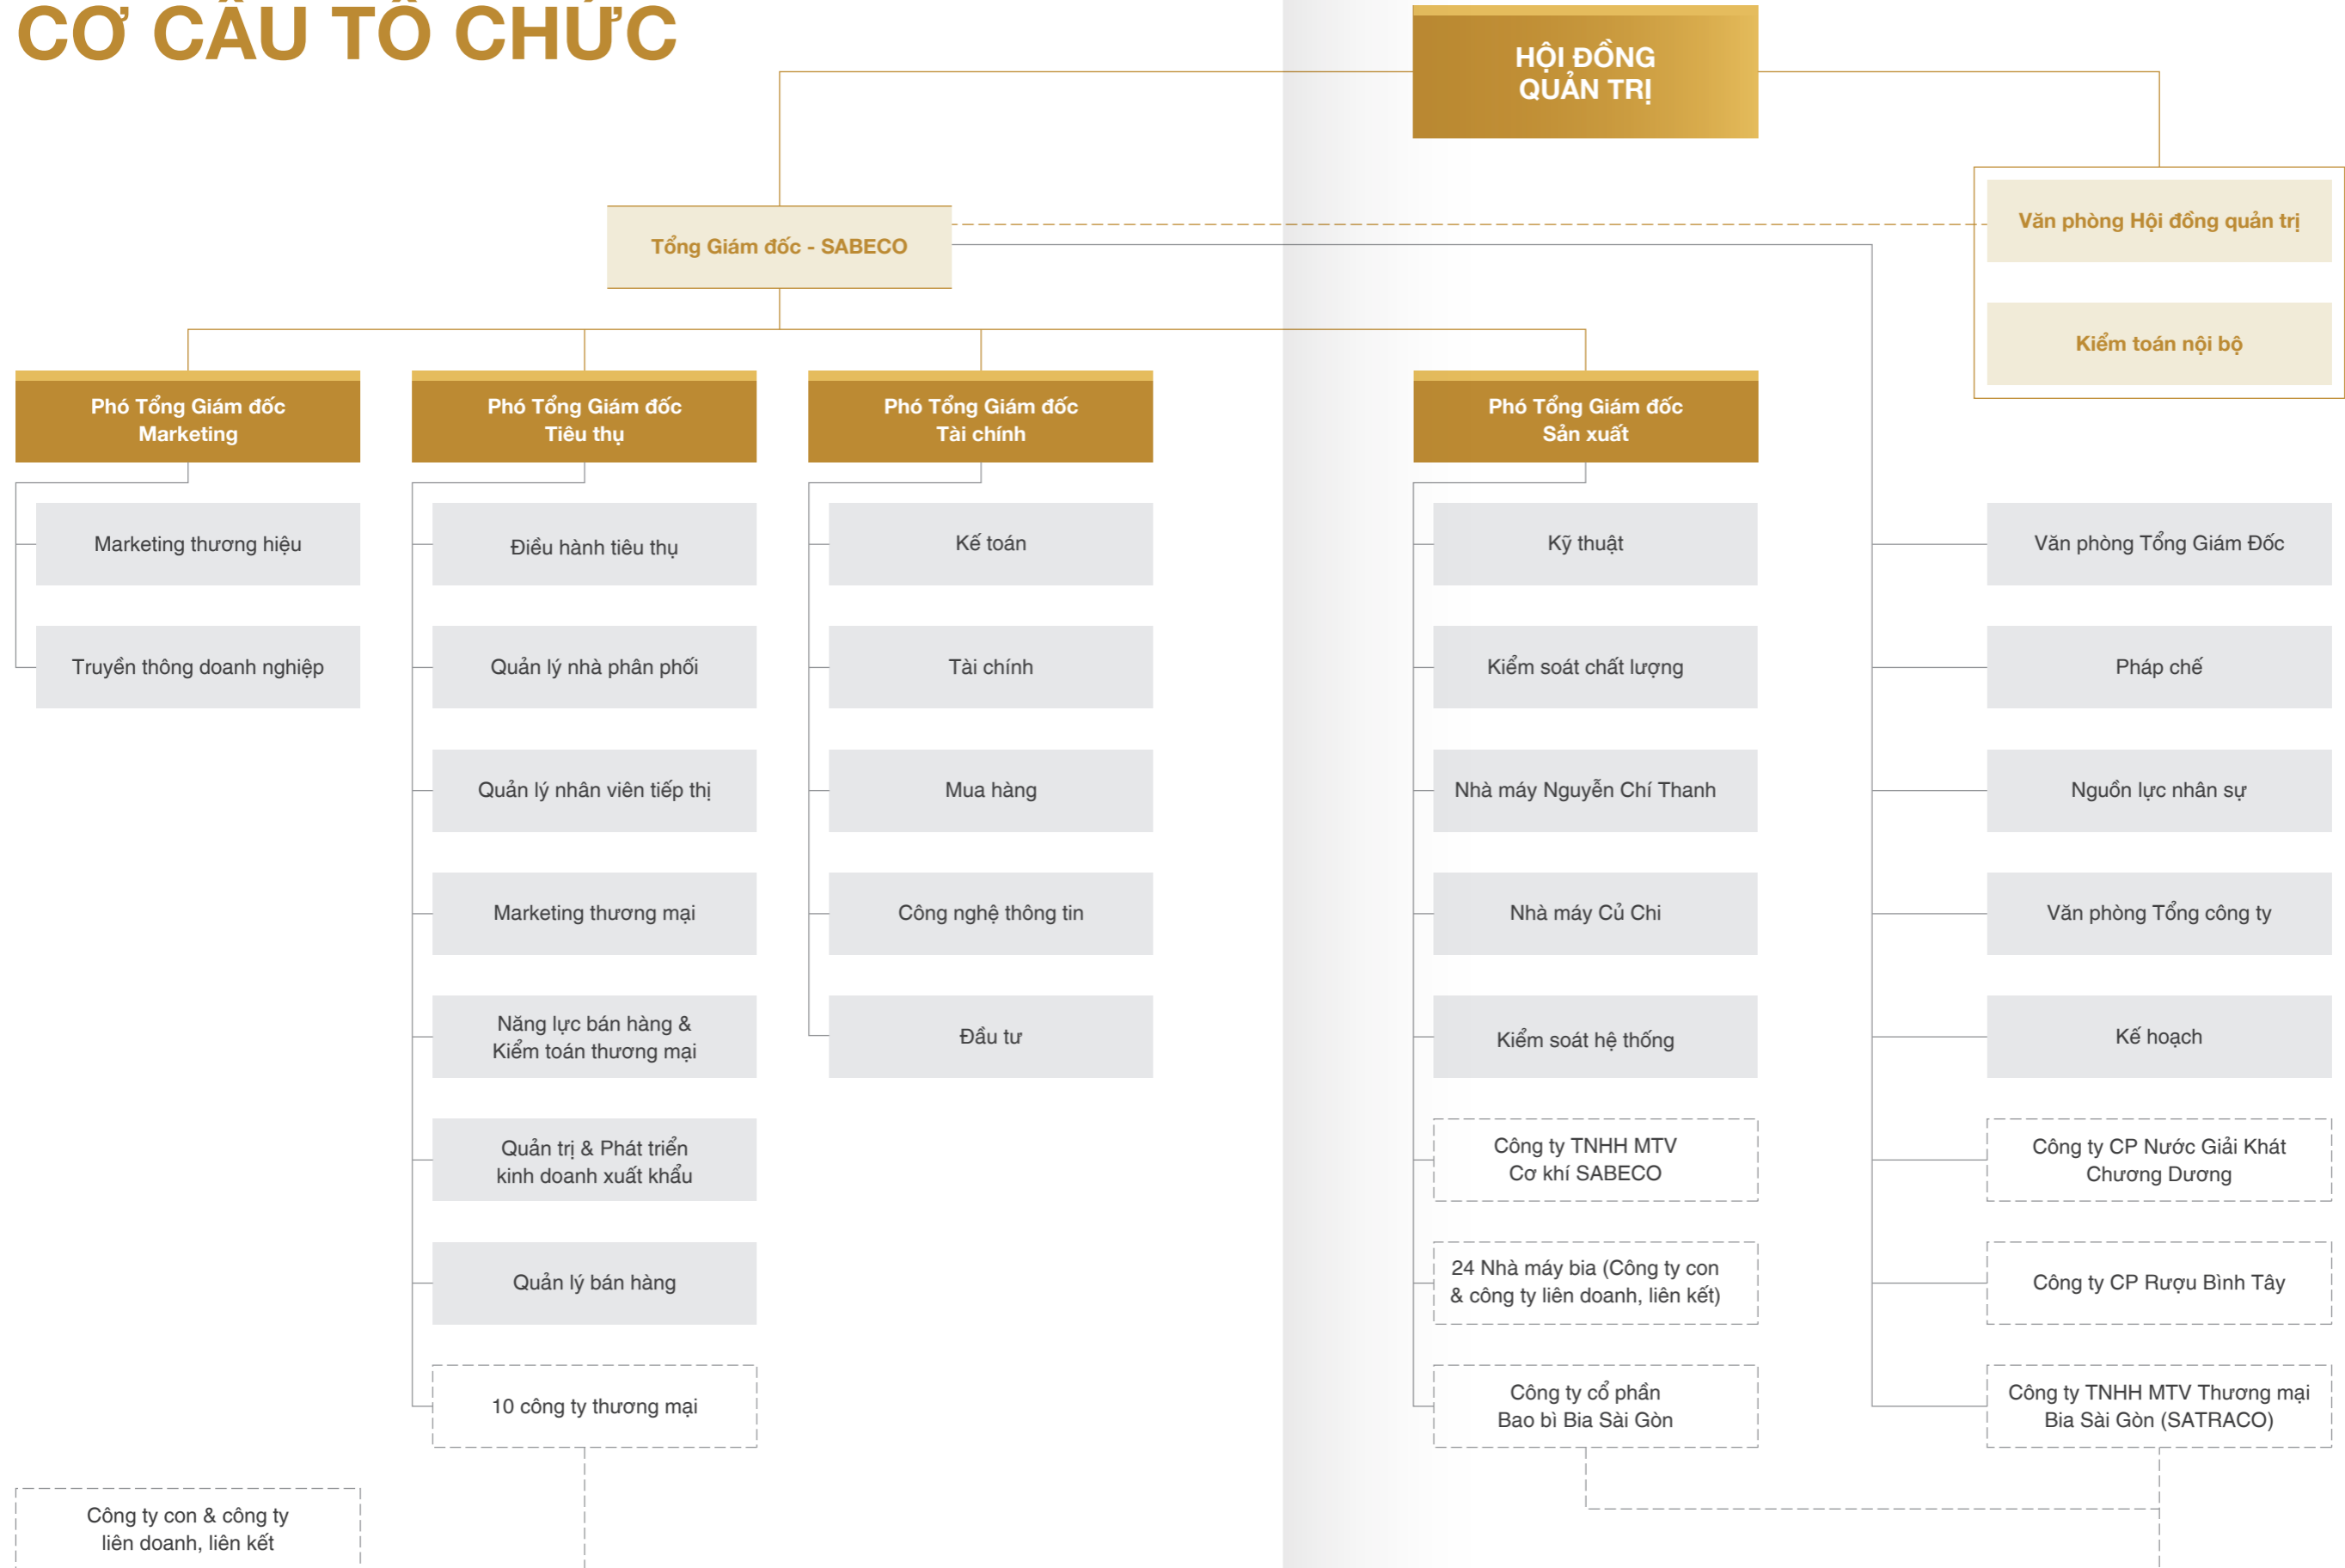 CƠ CẤU TỔ CHỨC
HỘI ĐỒNG
QUẢN TRỊ
Tổng Giám đốc - SABECO
Văn phòng Hội đồng quản trị
Kiểm toán nội bộ
Phó Tổng Giám đốc
Marketing
Marketing thương hiệu
Truyền thông doanh nghiệp
Phó Tổng Giám đốc
Tiêu thụ
Điều hành tiêu thụ
Quản lý nhà phân phối
Quản lý nhân viên tiếp thị
Marketing thương mại
Năng lực bán hàng &
Kiểm toán thương mại
Quản trị & Phát triển
kinh doanh xuất khẩu
Quản lý bán hàng
10 công ty thương mại
Phó Tổng Giám đốc
Tài chính
Kế toán
Tài chính
Mua hàng
Công nghệ thông tin
Đầu tư
Phó Tổng Giám đốc
Sản xuất
Kỹ thuật
Kiểm soát chất lượng
Nhà máy Nguyễn Chí Thanh
Nhà máy Củ Chi
Kiểm soát hệ thống
Công ty TNHH MTV
Cơ khí SABECO
24 Nhà máy bia (Công ty con
& công ty liên doanh, liên kết)
Công ty cổ phần
Bao bì Bia Sài Gòn
Văn phòng Tổng Giám Đốc
Pháp chế
Nguồn lực nhân sự
Văn phòng Tổng công ty
Kế hoạch
Công ty CP Nước Giải Khát
Chương Dương
Công ty CP Rượu Bình Tây
Công ty TNHH MTV Thương mại
Bia Sài Gòn (SATRACO)
Công ty con & công ty
liên doanh, liên kết